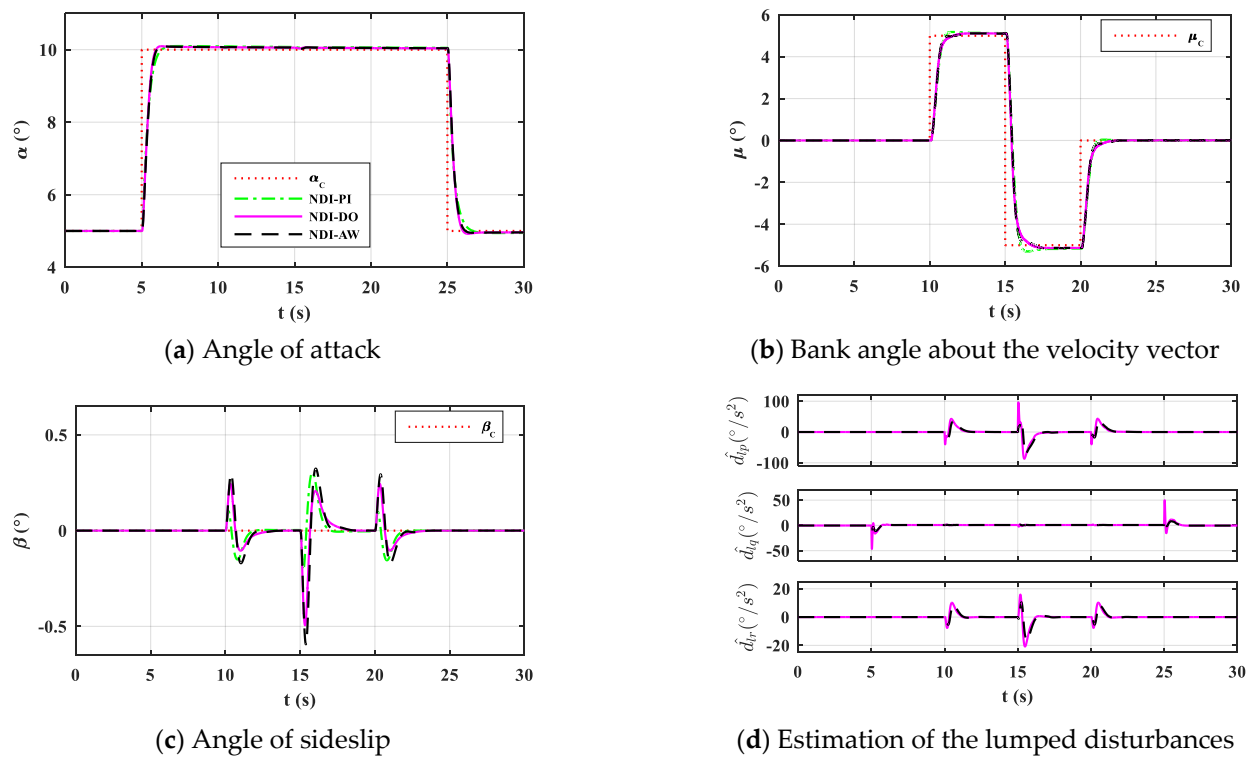 10
8
6
4
α (°)
α_C
NDI-PI
NDI-DO
NDI-AW
0 5 10 15 20 25 30
t (s)
(a) Angle of attack
6
4
2
0
-2
-4
-6
μ (°)
μ_C
0 5 10 15 20 25 30
t (s)
(b) Bank angle about the velocity vector
0.5
0
-0.5
β (°)
β_C
0 5 10 15 20 25 30
t (s)
(c) Angle of sideslip
100
0
-100
d̂_{lp}(°/s²)
50
0
-50
d̂_{lq}(°/s²)
20
0
-20
d̂_{lr}(°/s²)
0 5 10 15 20 25 30
t (s)
(d) Estimation of the lumped disturbances